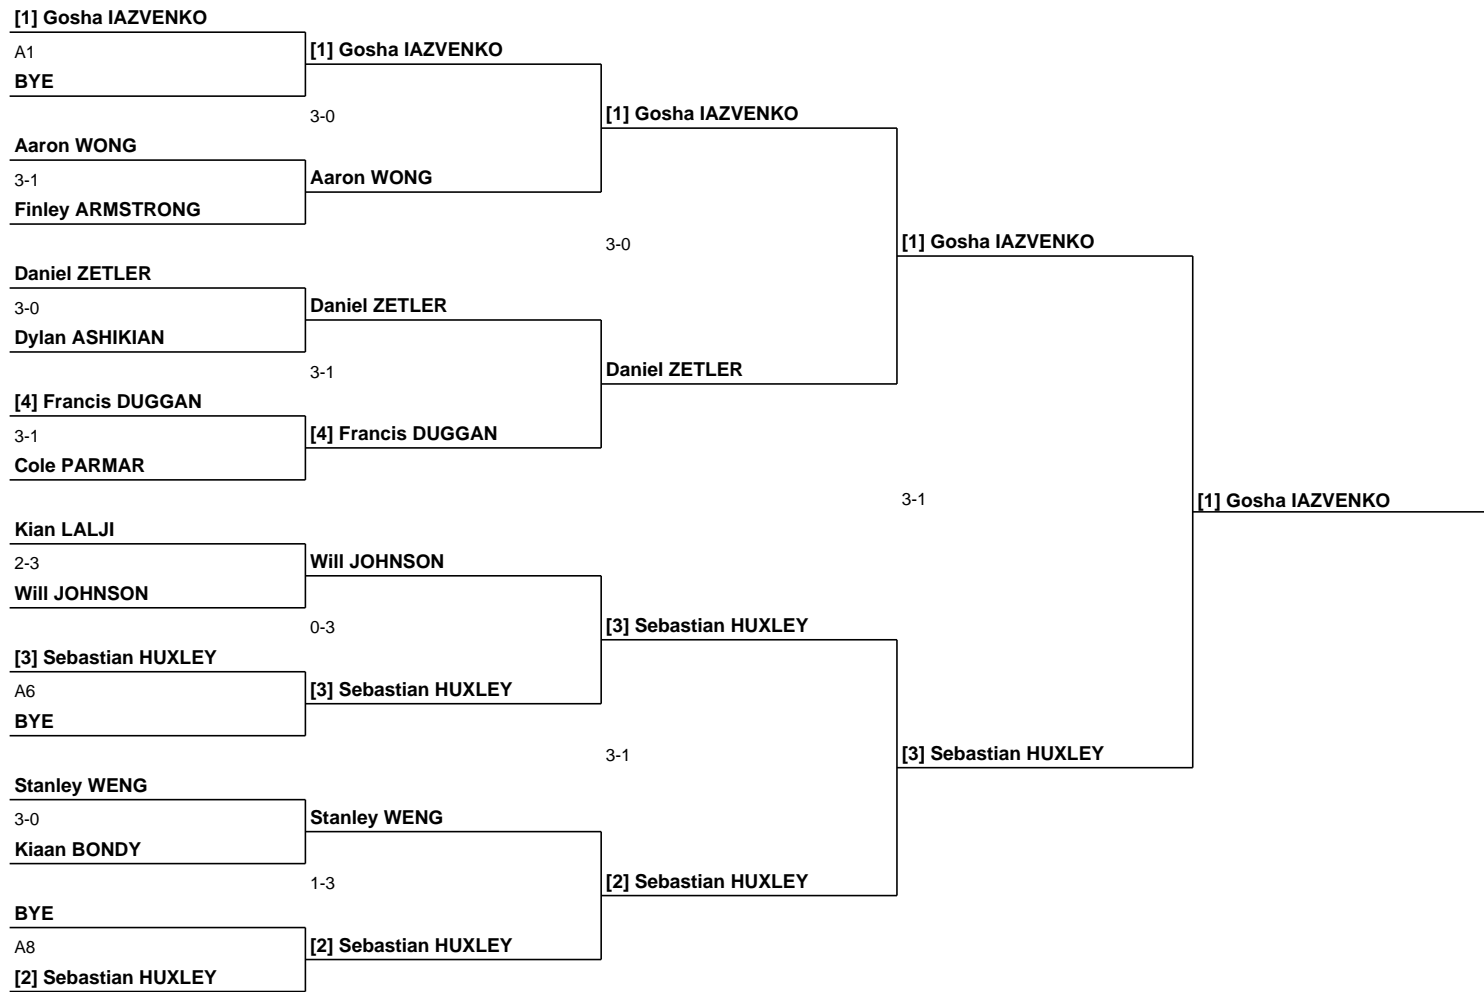 [1] Gosha IAZVENKO
A1
[1] Gosha IAZVENKO
BYE
3-0
[1] Gosha IAZVENKO
Aaron WONG
3-1
Aaron WONG
Finley ARMSTRONG
3-0
[1] Gosha IAZVENKO
Daniel ZETLER
3-0
Daniel ZETLER
Dylan ASHIKIAN
3-1
Daniel ZETLER
[4] Francis DUGGAN
3-1
[4] Francis DUGGAN
Cole PARMAR
3-1
[1] Gosha IAZVENKO
Kian LALJI
2-3
Will JOHNSON
Will JOHNSON
0-3
[3] Sebastian HUXLEY
[3] Sebastian HUXLEY
A6
[3] Sebastian HUXLEY
BYE
3-1
[3] Sebastian HUXLEY
Stanley WENG
3-0
Stanley WENG
Kiaan BONDY
1-3
[2] Sebastian HUXLEY
BYE
A8
[2] Sebastian HUXLEY
[2] Sebastian HUXLEY